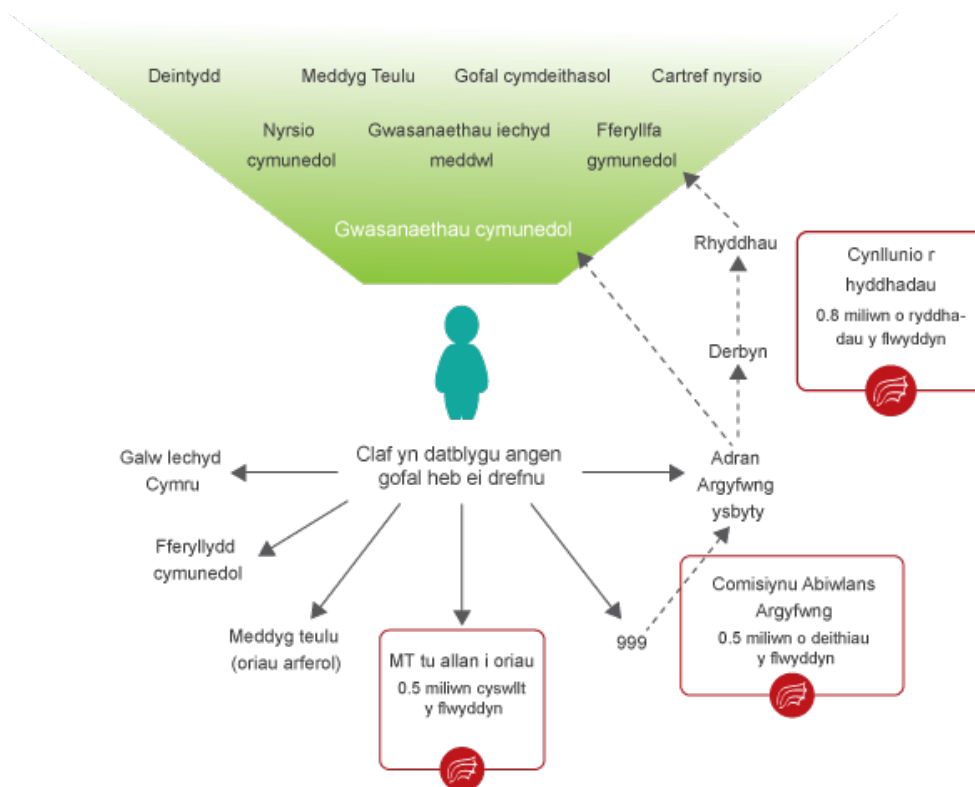 Deintydd
Meddyg Teulu
Gofal cymdeithasol
Cartref nyrsio
Nyrsio
cymunedol
Gwasanaethau iechyd
meddwl
Fferyllfa
gymunedol
Gwasanaethau cymunedol
Rhyddhau
Cynllunio r
hyddhadau
0.8 miliwn o ryddha-
dau y flwyddyn
Derbyn
Claf yn datblygu angen
gofal heb ei drefnu
Galw Iechyd
Cymru
Adran
Argyfwng
ysbyty
Fferyllydd
cymunedol
Meddyg teulu
(oriau arferol)
MT tu allan i oriau
0.5 miliwn cyswllt
y flwyddyn
999
Comisiynu Abiwlans
Argyfwng
0.5 miliwn o deithiau
y flwyddyn